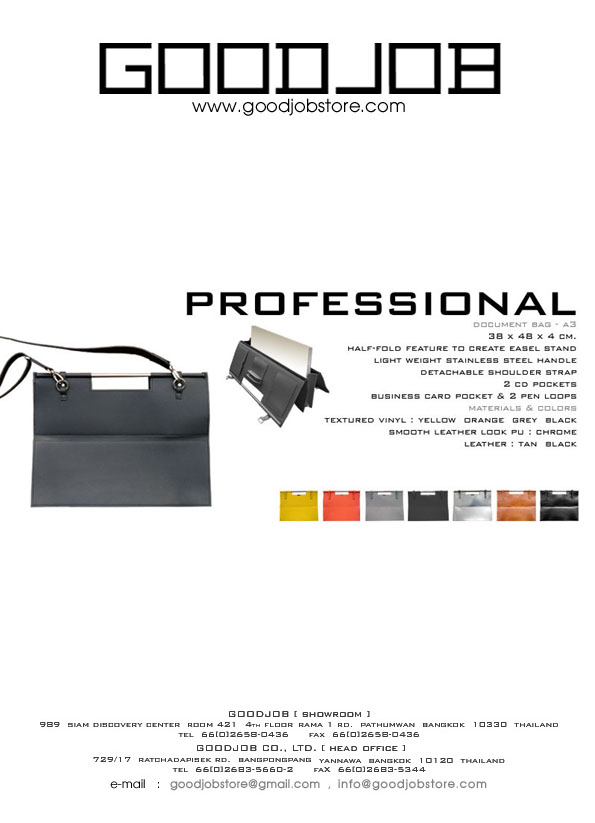 GOODJOB
www.goodjobstore.com
PROFESSIONAL
DOCUMENT BAG - A3
38 x 48 x 4 CM.
HALF-FOLD FEATURE TO CREATE EASEL STAND
LIGHT WEIGHT STAINLESS STEEL HANDLE
DETACHABLE SHOULDER STRAP
2 CD POCKETS
BUSINESS CARD POCKET & 2 PEN LOOPS
MATERIALS & COLORS
TEXTURED VINYL : YELLOW ORANGE GREY BLACK
SMOOTH LEATHER LOOK PU : CHROME
LEATHER : TAN BLACK
GOODJOB [ SHOWROOM ]
989 SIAM DISCOVERY CENTER ROOM 421 4TH FLOOR RAMA 1 RD. PATHUMWAN BANGKOK 10330 THAILAND
TEL 66(0)2658-0436 FAX 66(0)2658-0436
GOODJOB CO., LTD. [ HEAD OFFICE ]
729/17 RATCHADAPISEK RD. BANGPONGPANG YANNAWA BANGKOK 10120 THAILAND
TEL 66(0)2683-5660-2 FAX 66(0)2683-5344
e-mail : goodjobstore@gmail.com , info@goodjobstore.com